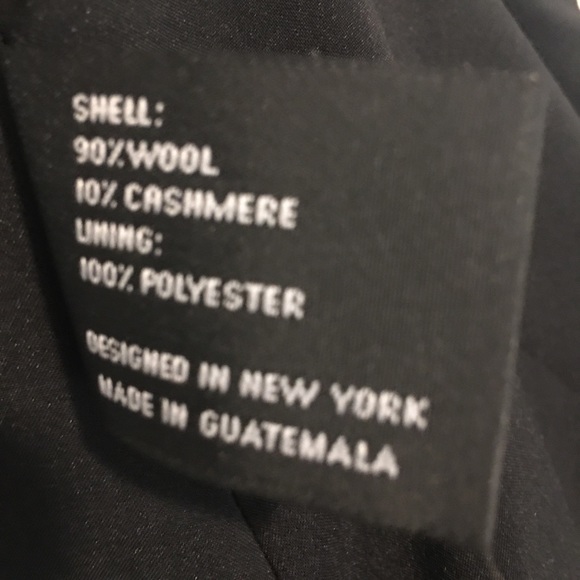 SHELL:
90%WOOL
10% CASHMERE
LINING:
100% POLYESTER
DESIGNED IN NEW YORK
MADE IN GUATEMALA